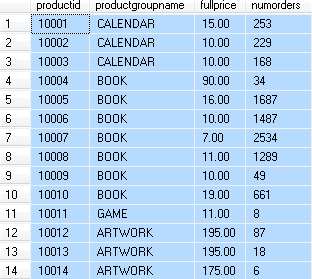 productid productgroupname fullprice numorders
1 10001 CALENDAR 15.00 253
2 10002 CALENDAR 10.00 229
3 10003 CALENDAR 10.00 168
4 10004 BOOK 90.00 34
5 10005 BOOK 16.00 1687
6 10006 BOOK 10.00 1487
7 10007 BOOK 7.00 2534
8 10008 BOOK 11.00 1289
9 10009 BOOK 10.00 49
10 10010 BOOK 19.00 661
11 10011 GAME 11.00 8
12 10012 ARTWORK 195.00 87
13 10013 ARTWORK 195.00 18
14 10014 ARTWORK 175.00 6